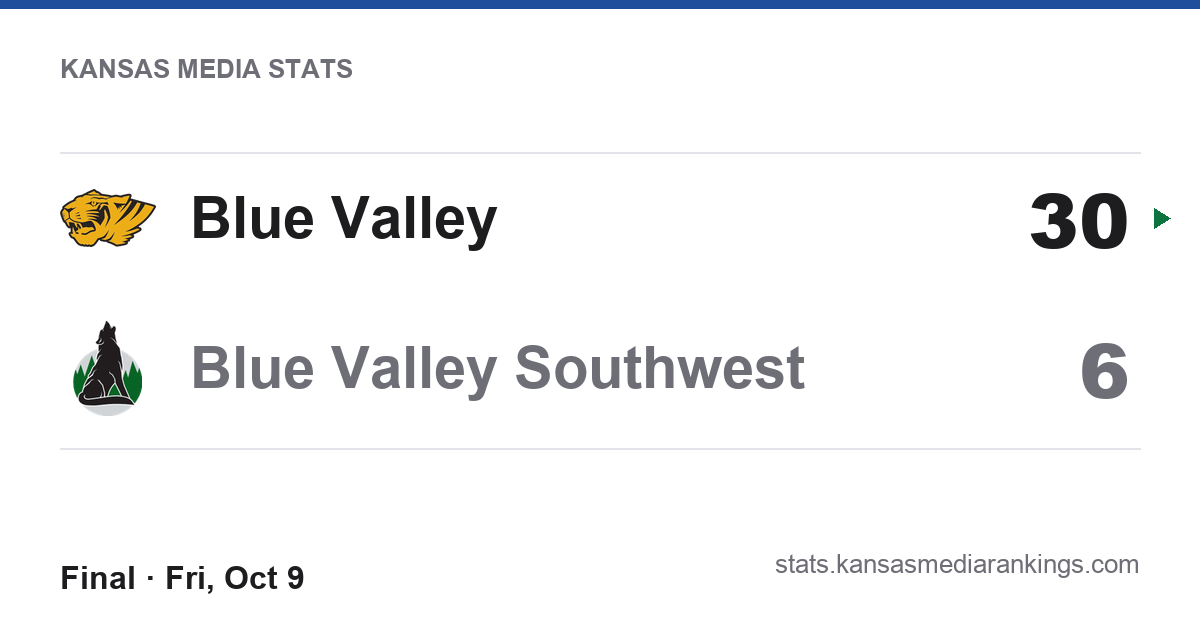 KANSAS MEDIA STATS
Blue Valley 30
Blue Valley Southwest 6
Final · Fri, Oct 9
stats.kansasmediarankings.com